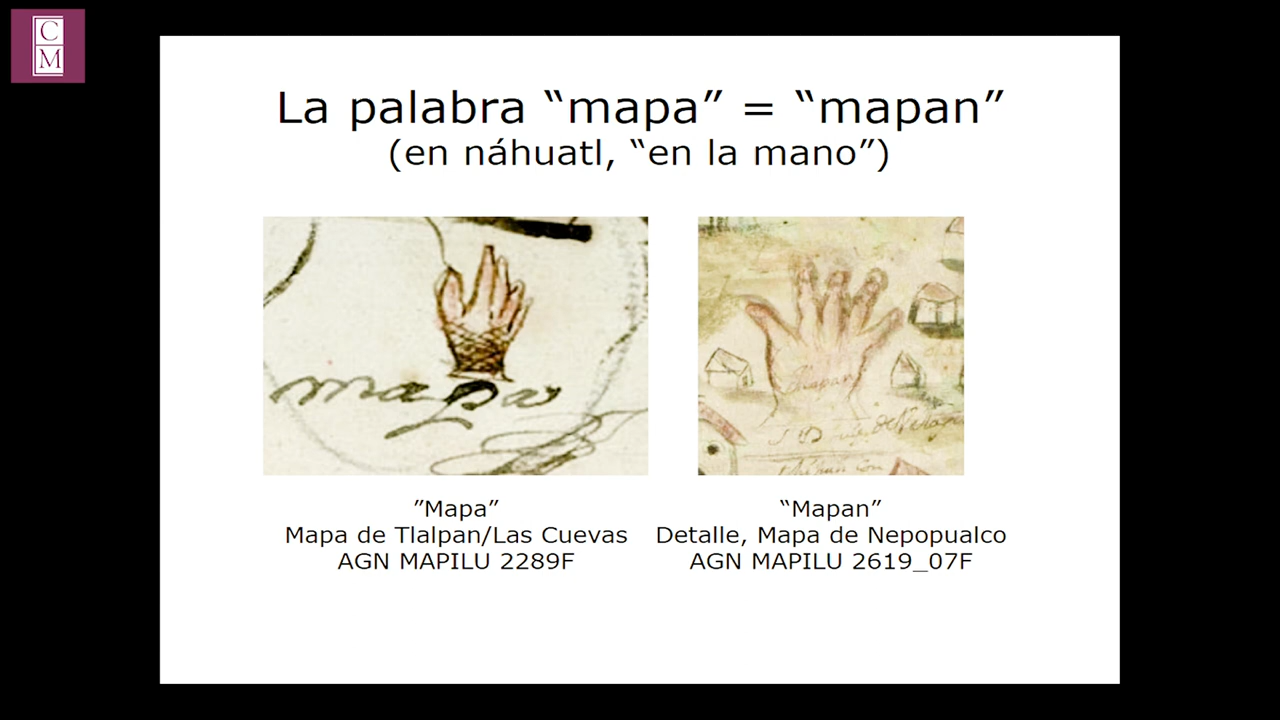 C
M
La palabra “mapa” = “mapan”
(en náhuatl, “en la mano”)
mapa
Mapan
”Mapa”
Mapa de Tlalpan/Las Cuevas
AGN MAPILU 2289F
“Mapan”
Detalle, Mapa de Nepopualco
AGN MAPILU 2619_07F